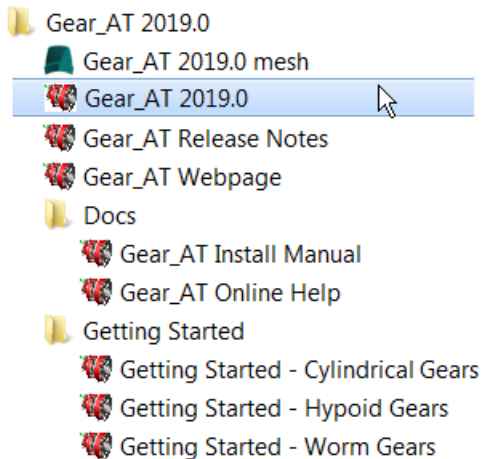 Gear_AT 2019.0
Gear_AT 2019.0 mesh
Gear_AT 2019.0
Gear_AT Release Notes
Gear_AT Webpage
Docs
Gear_AT Install Manual
Gear_AT Online Help
Getting Started
Getting Started - Cylindrical Gears
Getting Started - Hypoid Gears
Getting Started - Worm Gears